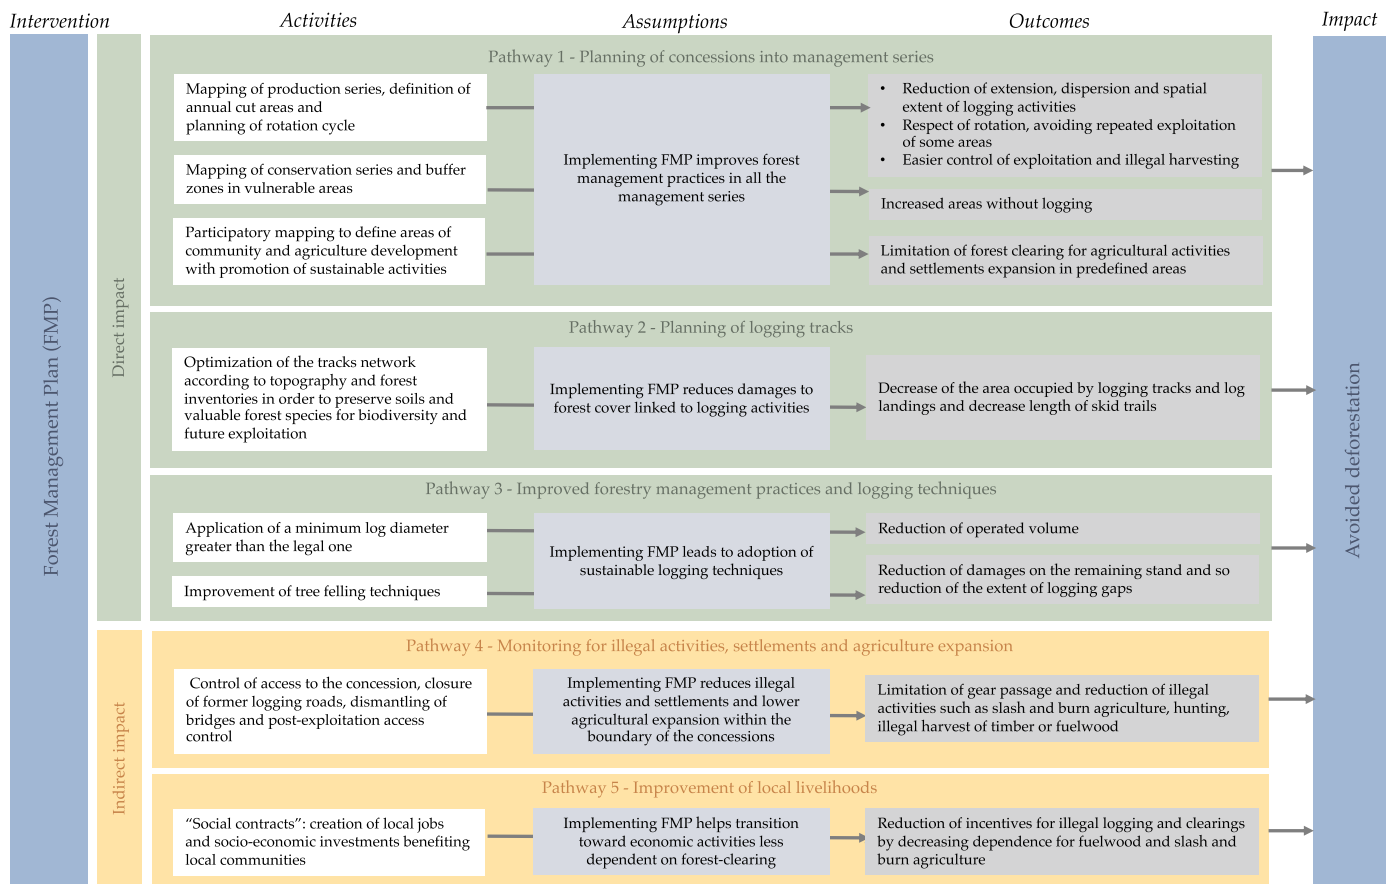 Intervention
Activities
Assumptions
Outcomes
Impact
Forest Management Plan (FMP)
Direct impact
Pathway 1 - Planning of concessions into management series
Mapping of production series, definition of
annual cut areas and
planning of rotation cycle
Mapping of conservation series and buffer
zones in vulnerable areas
Participatory mapping to define areas of
community and agriculture development
with promotion of sustainable activities
Implementing FMP improves forest
management practices in all the
management series
• Reduction of extension, dispersion and spatial
extent of logging activities
• Respect of rotation, avoiding repeated exploitation
of some areas
• Easier control of exploitation and illegal harvesting
Increased areas without logging
Limitation of forest clearing for agricultural activities
and settlements expansion in predefined areas
Pathway 2 - Planning of logging tracks
Optimization of the tracks network
according to topography and forest
inventories in order to preserve soils and
valuable forest species for biodiversity and
future exploitation
Implementing FMP reduces damages to
forest cover linked to logging activities
Decrease of the area occupied by logging tracks and log
landings and decrease length of skid trails
Pathway 3 - Improved forestry management practices and logging techniques
Application of a minimum log diameter
greater than the legal one
Improvement of tree felling techniques
Implementing FMP leads to adoption of
sustainable logging techniques
Reduction of operated volume
Reduction of damages on the remaining stand and so
reduction of the extent of logging gaps
Indirect impact
Pathway 4 - Monitoring for illegal activities, settlements and agriculture expansion
Control of access to the concession, closure
of former logging roads, dismantling of
bridges and post-exploitation access
control
Implementing FMP reduces illegal
activities and settlements and lower
agricultural expansion within the
boundary of the concessions
Limitation of gear passage and reduction of illegal
activities such as slash and burn agriculture, hunting,
illegal harvest of timber or fuelwood
Pathway 5 - Improvement of local livelihoods
“Social contracts”: creation of local jobs
and socio-economic investments benefiting
local communities
Implementing FMP helps transition
toward economic activities less
dependent on forest-clearing
Reduction of incentives for illegal logging and clearings
by decreasing dependence for fuelwood and slash and
burn agriculture
Avoided deforestation